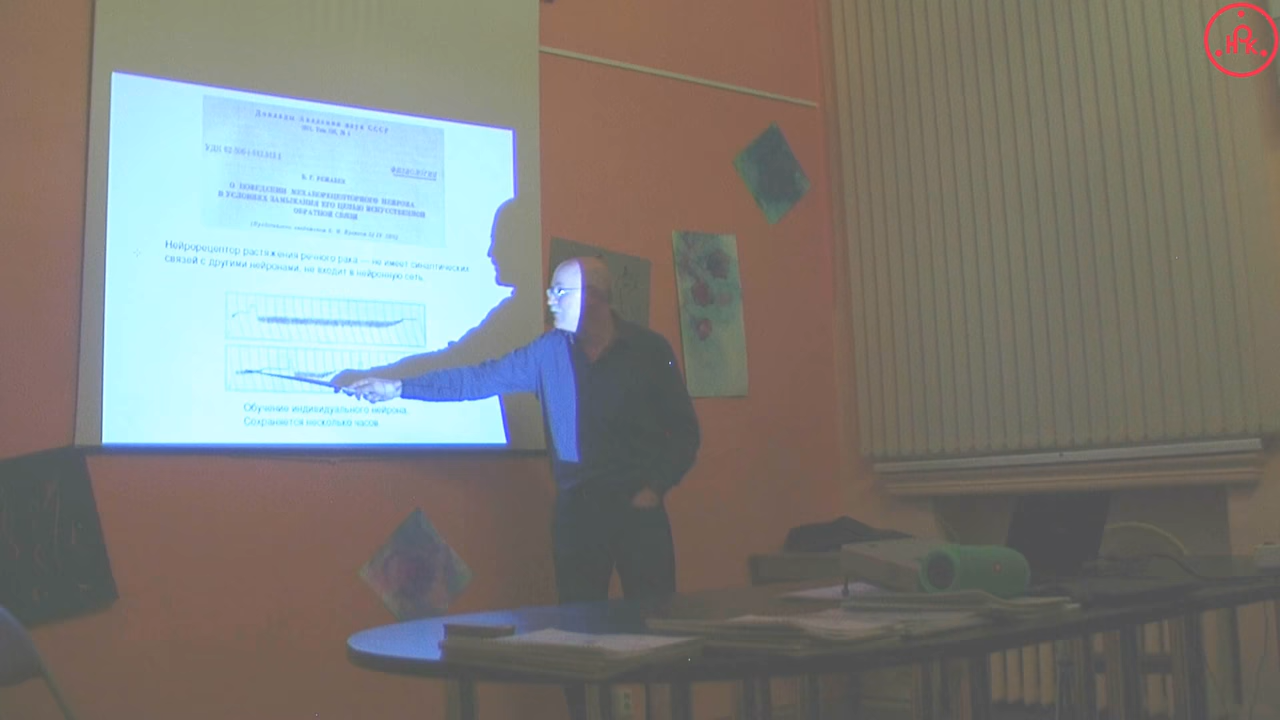 Доклады Академии наук СССР
О ПОВЕДЕНИИ МЕХАНОРЕЦЕПТОРНОГО НЕЙРОНА
В УСЛОВИЯХ ЗАМЫКАНИЯ ЕГО ЦЕПЬЮ ИСКУССТВЕННОЙ
ОБРАТНОЙ СВЯЗИ
Нейрорецептор растяжения речного рака — не имеет синаптических
связей с другими нейронами, не входит в нейронную сеть.
Обучение индивидуального нейрона.
Сохраняется несколько часов